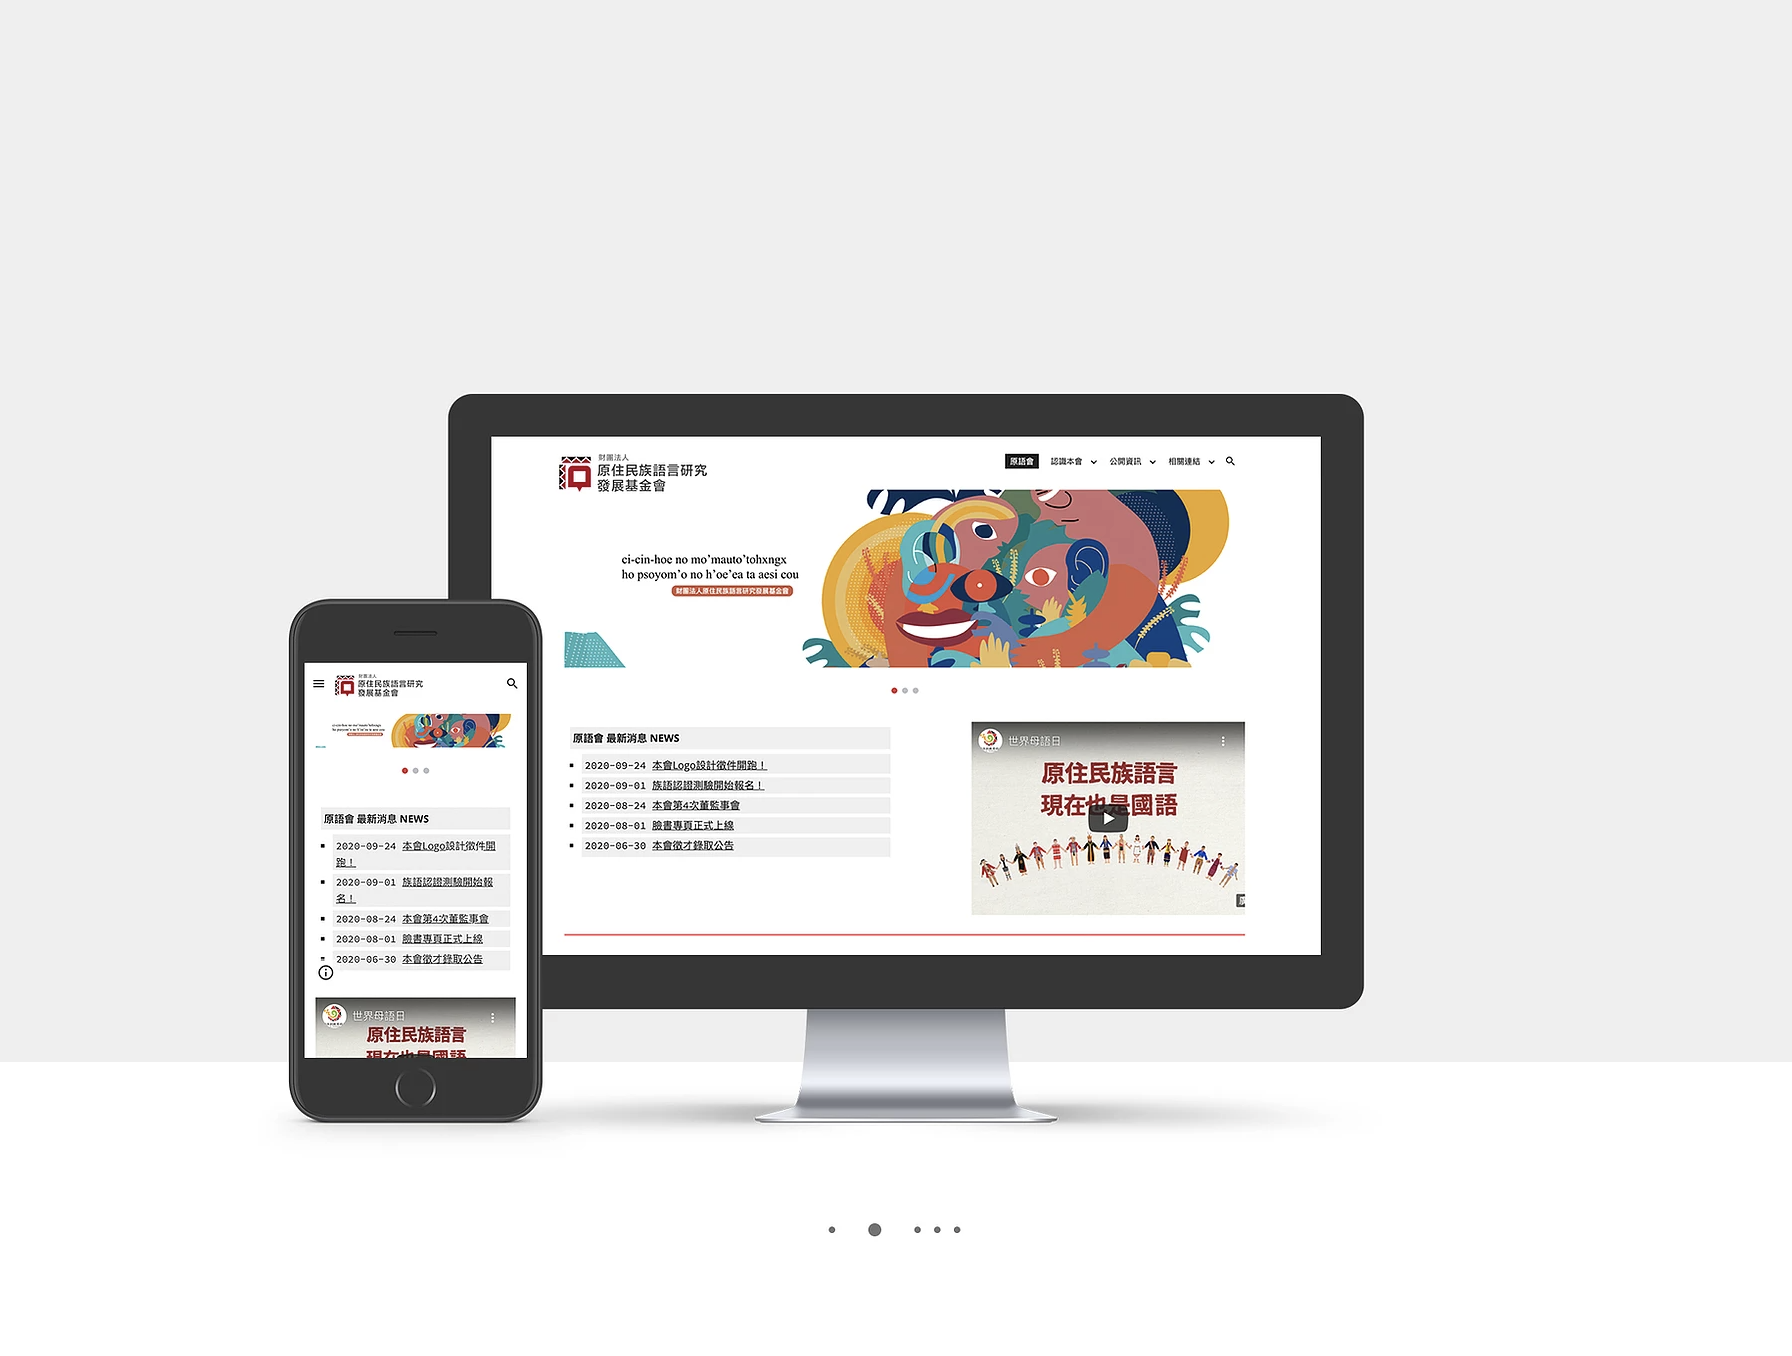 財團法人
原住民族語言研究
發展基金會
原語會 認識本會 公開資訊 相關連結
ci-cin-hoe no mo'mauto'tohxngx
ho psoyom'o no h'oe'ea ta aesi cou
財團法人原住民族語言研究發展基金會
原語會 最新消息 NEWS
2020-09-24 本會Logo設計徵件開跑！
2020-09-01 族語認證測驗開始報名！
2020-08-24 本會第4次董監事會
2020-08-01 臉書專頁正式上線
2020-06-30 本會徵才錄取公告
世界母語日
原住民族語言
現在也是國語
財團法人
原住民族語言研究
發展基金會
原語會 最新消息 NEWS
2020-09-24 本會Logo設計徵件開
跑！
2020-09-01 族語認證測驗開始報
名！
2020-08-24 本會第4次董監事會
2020-08-01 臉書專頁正式上線
2020-06-30 本會徵才錄取公告
世界母語日
原住民族語言
現在也是國語